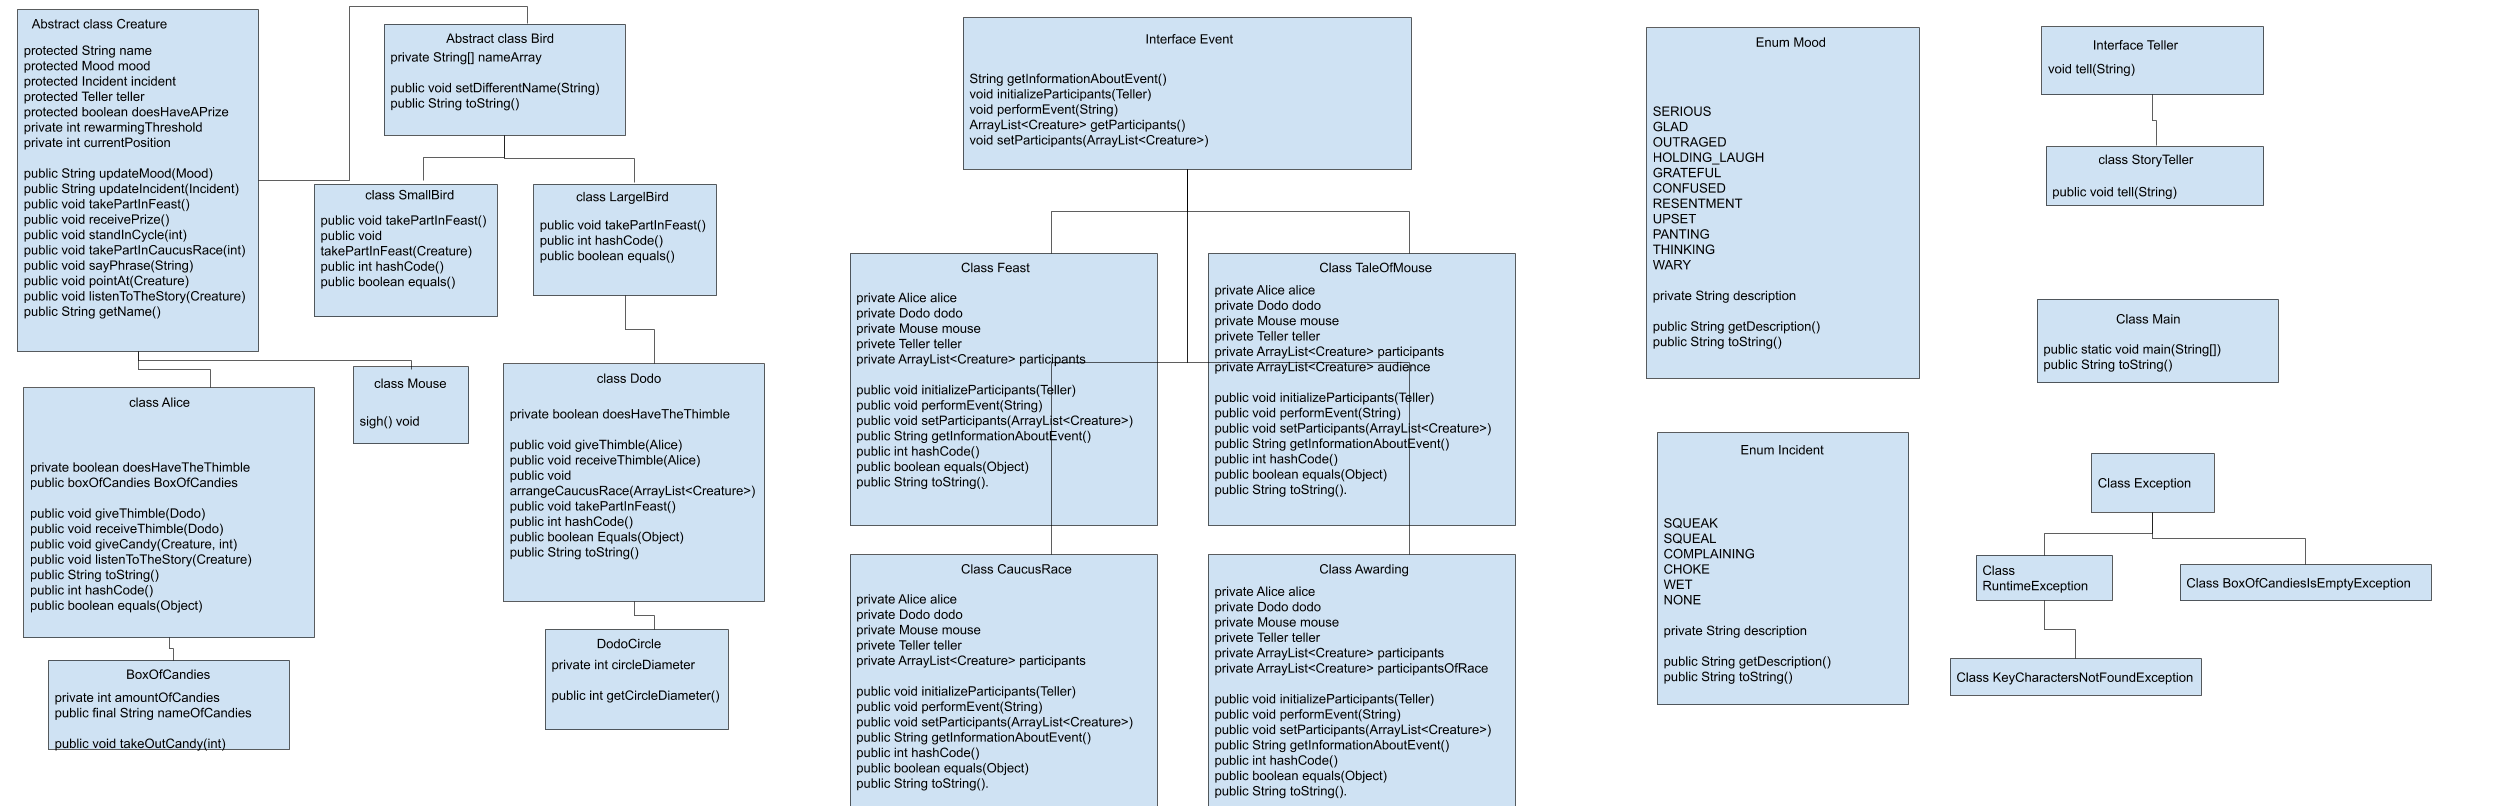 Abstract class Creature
protected String name
protected Mood mood
protected Incident incident
protected Teller teller
protected boolean doesHaveAPrize
private int rewarmingThreshold
private int currentPosition
public String updateMood(Mood)
public String updateIncident(Incident)
public void takePartInFeast()
public void receivePrize()
public void standInCycle(int)
public void takePartInCaucusRace(int)
public void sayPhrase(String)
public void pointAt(Creature)
public void listenToTheStory(Creature)
public String getName()
Abstract class Bird
private String[] nameArray
public void setDifferentName(String)
public String toString()
class SmallBird
public void takePartInFeast()
public void
takePartInFeast(Creature)
public int hashCode()
public boolean equals()
class LargelBird
public void takePartInFeast()
public int hashCode()
public boolean equals()
class Alice
private boolean doesHaveTheThimble
public boxOfCandies BoxOfCandies
public void giveThimble(Dodo)
public void receiveThimble(Dodo)
public void giveCandy(Creature, int)
public void listenToTheStory(Creature)
public String toString()
public int hashCode()
public boolean equals(Object)
class Mouse
sigh() void
class Dodo
private boolean doesHaveTheThimble
public void giveThimble(Alice)
public void receiveThimble(Alice)
public void
arrangeCaucusRace(ArrayList<Creature>)
public void takePartInFeast()
public int hashCode()
public boolean Equals(Object)
public String toString()
BoxOfCandies
private int amountOfCandies
public final String nameOfCandies
public void takeOutCandy(int)
DodoCircle
private int circleDiameter
public int getCircleDiameter()
Interface Event
String getInformationAboutEvent()
void initializeParticipants(Teller)
void performEvent(String)
ArrayList<Creature> getParticipants()
void setParticipants(ArrayList<Creature>)
Class Feast
private Alice alice
private Dodo dodo
private Mouse mouse
privete Teller teller
private ArrayList<Creature> participants
public void initializeParticipants(Teller)
public void performEvent(String)
public void setParticipants(ArrayList<Creature>)
public String getInformationAboutEvent()
public int hashCode()
public boolean equals(Object)
public String toString().
Class TaleOfMouse
private Alice alice
private Dodo dodo
private Mouse mouse
privete Teller teller
private ArrayList<Creature> participants
private ArrayList<Creature> audience
public void initializeParticipants(Teller)
public void performEvent(String)
public void setParticipants(ArrayList<Creature>)
public String getInformationAboutEvent()
public int hashCode()
public boolean equals(Object)
public String toString().
Class CaucusRace
private Alice alice
private Dodo dodo
private Mouse mouse
privete Teller teller
private ArrayList<Creature> participants
public void initializeParticipants(Teller)
public void performEvent(String)
public void setParticipants(ArrayList<Creature>)
public String getInformationAboutEvent()
public int hashCode()
public boolean equals(Object)
public String toString().
Class Awarding
private Alice alice
private Dodo dodo
private Mouse mouse
privete Teller teller
private ArrayList<Creature> participants
private ArrayList<Creature> participantsOfRace
public void initializeParticipants(Teller)
public void performEvent(String)
public void setParticipants(ArrayList<Creature>)
public String getInformationAboutEvent()
public int hashCode()
public boolean equals(Object)
public String toString().
Enum Mood
SERIOUS
GLAD
OUTRAGED
HOLDING_LAUGH
GRATEFUL
CONFUSED
RESENTMENT
UPSET
PANTING
THINKING
WARY
private String description
public String getDescription()
public String toString()
Enum Incident
SQUEAK
SQUEAL
COMPLAINING
CHOKE
WET
NONE
private String description
public String getDescription()
public String toString()
Interface Teller
void tell(String)
class StoryTeller
public void tell(String)
Class Main
public static void main(String[])
public String toString()
Class Exception
Class
RuntimeException
Class BoxOfCandiesIsEmptyException
Class KeyCharactersNotFoundException